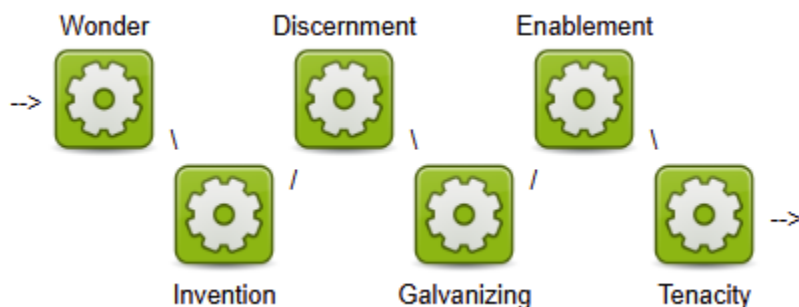 Wonder Discernment Enablement
-->
\ \ \
/ /
-->
Invention Galvanizing Tenacity